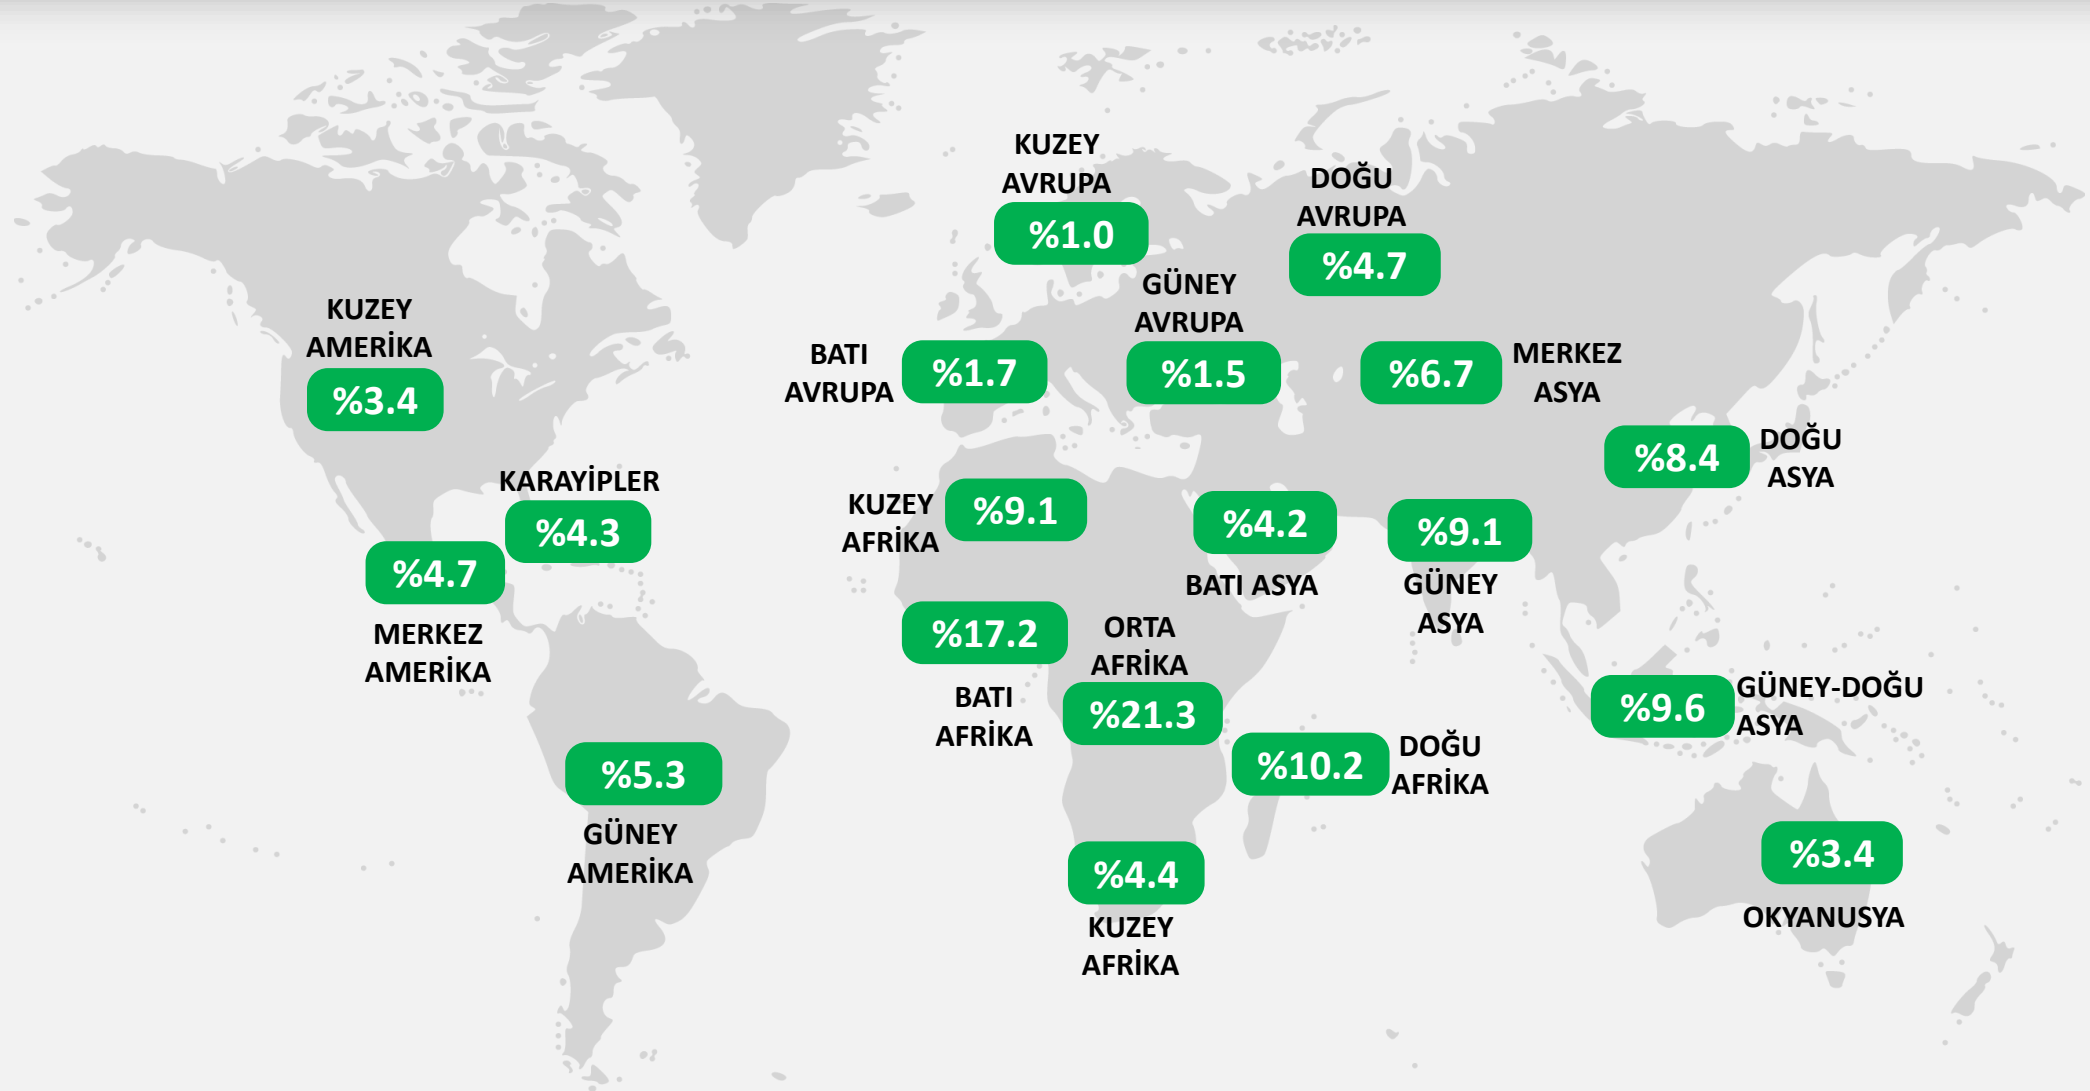 KUZEY
AVRUPA
%1.0
DOĞU
AVRUPA
%4.7
GÜNEY
AVRUPA
%1.5
KUZEY
AMERİKA
%3.4
BATI
AVRUPA
%1.7
%6.7
MERKEZ
ASYA
%8.4
DOĞU
ASYA
KARAYİPLER
%4.3
%4.7
MERKEZ
AMERİKA
KUZEY
AFRİKA
%9.1
%4.2
BATI ASYA
%9.1
GÜNEY
ASYA
%17.2
BATI
AFRİKA
ORTA
AFRİKA
%21.3
%10.2
DOĞU
AFRİKA
%9.6
GÜNEY-DOĞU
ASYA
%5.3
GÜNEY
AMERİKA
%4.4
KUZEY
AFRİKA
%3.4
OKYANUSYA